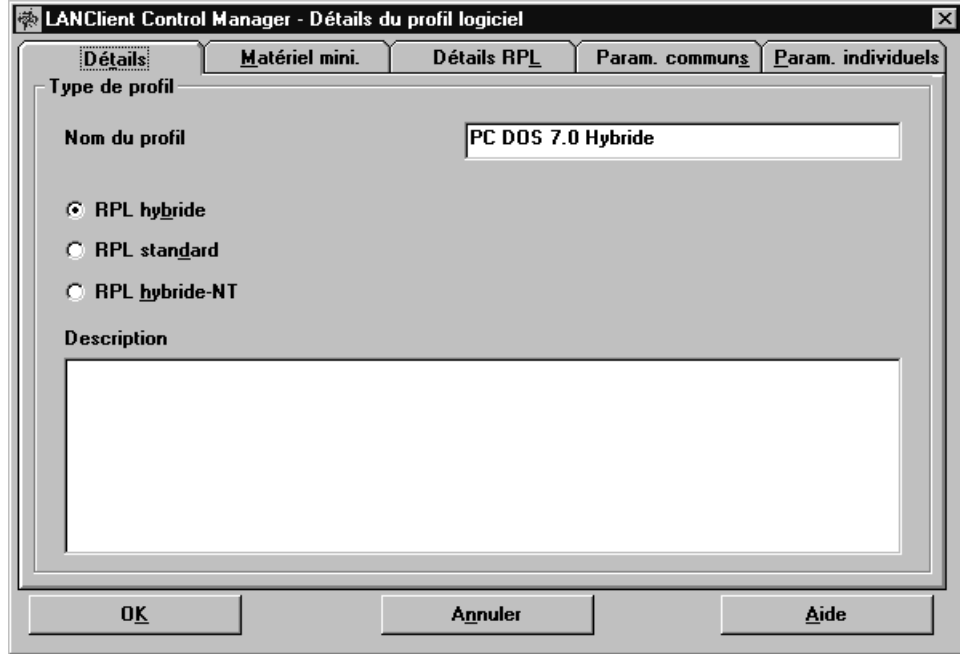 LANClient Control Manager - Détails du profil logiciel
Détails
Matériel mini.
Détails RPL
Param. communs
Param. individuels
Type de profil
Nom du profil
PC DOS 7.0 Hybride
RPL hybride
RPL standard
RPL hybride-NT
Description
OK
Annuler
Aide